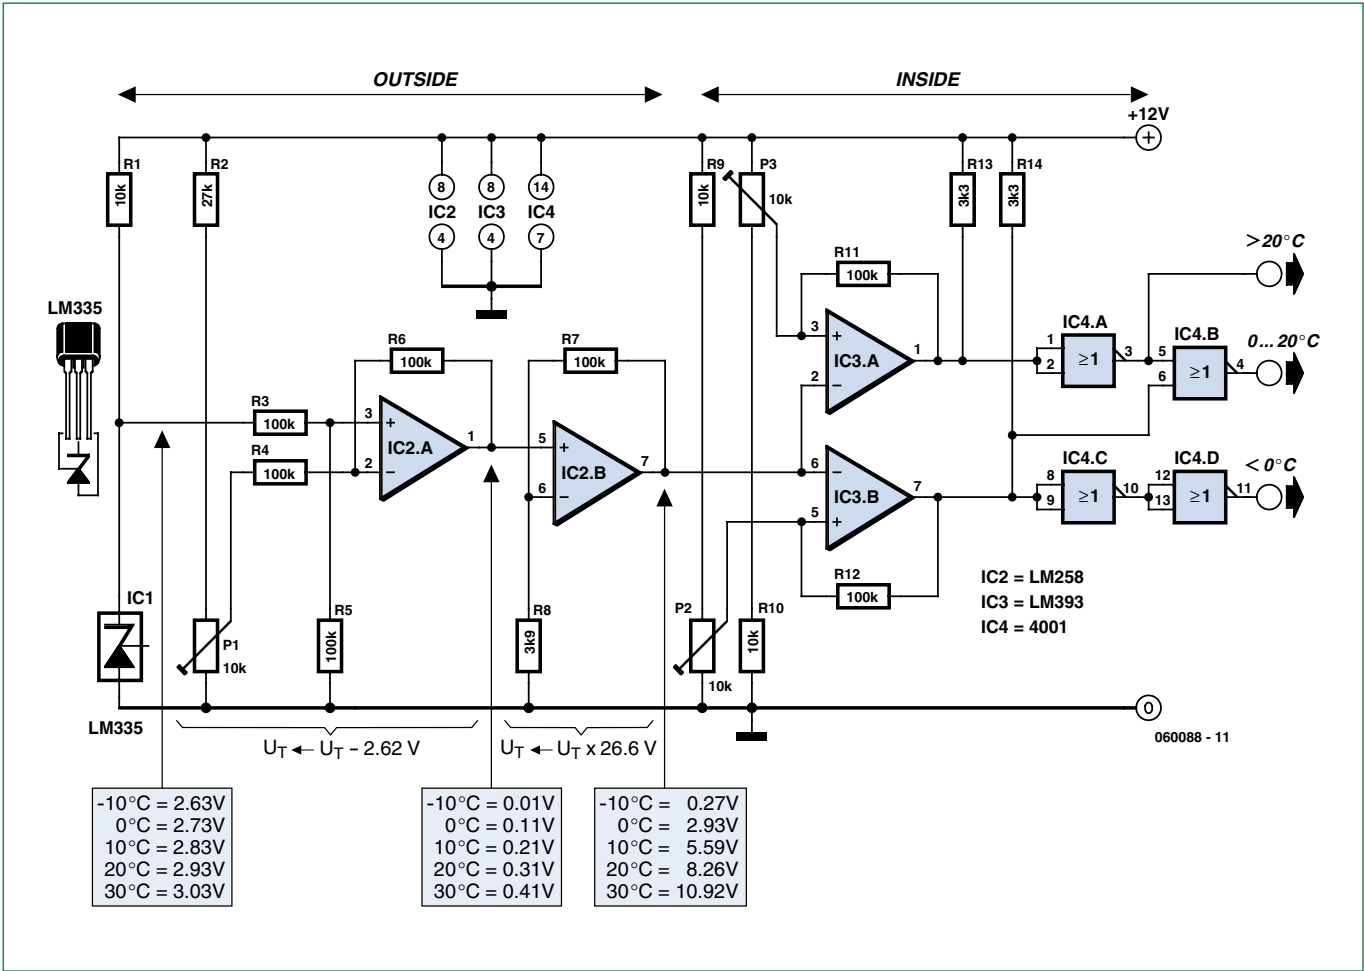 OUTSIDE
INSIDE
+12V
R1
10k
R2
27k
8
8
14
IC2
IC3
IC4
4
4
7
R9
10k
P3
10k
R13
3k3
R14
3k3
>20°C
R11
100k
LM335
IC4.A
1
2
≥1
3
IC4.B
5
6
≥1
4
0...20°C
3
+
IC3.A
1
2
−
R6
100k
R7
100k
R3
100k
3
+
IC2.A
1
R4
100k
2
−
5
+
IC2.B
7
6
−
6
−
IC3.B
7
5
+
IC4.C
8
9
≥1
10
IC4.D
12
13
≥1
11
< 0°C
R12
100k
IC2 = LM258
IC3 = LM393
IC4 = 4001
IC1
P1
10k
R5
100k
R8
3k9
P2
10k
R10
10k
LM335
0
060088 - 11
UT ← UT − 2.62 V
UT ← UT x 26.6 V
-10°C = 2.63V
0°C = 2.73V
10°C = 2.83V
20°C = 2.93V
30°C = 3.03V
-10°C = 0.01V
0°C = 0.11V
10°C = 0.21V
20°C = 0.31V
30°C = 0.41V
-10°C = 0.27V
0°C = 2.93V
10°C = 5.59V
20°C = 8.26V
30°C = 10.92V